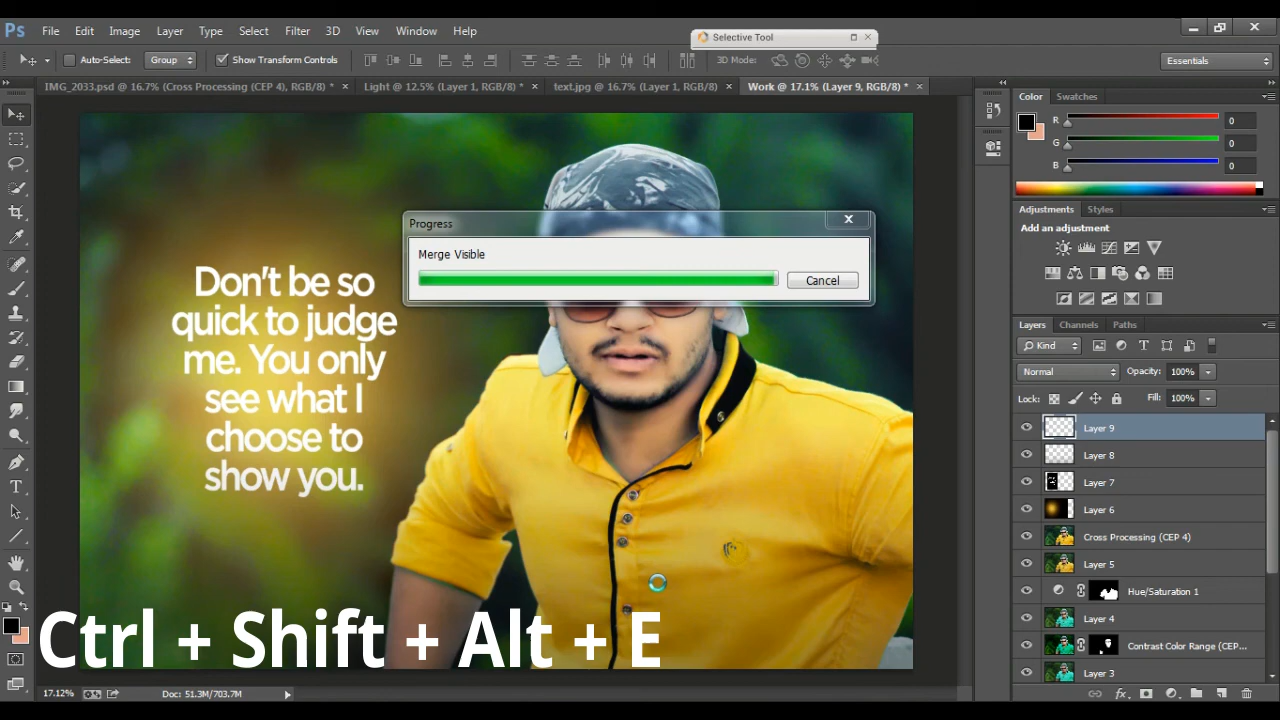 Ps File Edit Image Layer Type Select Filter 3D View Window Help
Selective Tool
Auto-Select: Group Show Transform Controls 3D Mode: Essentials
IMG_2033.psd @ 16.7% (Cross Processing (CEP 4), RGB/8) * × Light @ 12.5% (Layer 1, RGB/8) * × text.jpg @ 16.7% (Layer 1, RGB/8) × Work @ 17.1% (Layer 9, RGB/8) * ×
Color Swatches
R 0
G 0
B 0
Adjustments Styles
Add an adjustment
Progress
Merge Visible
Cancel
Don't be so
quick to judge
me. You only
see what I
choose to
show you.
Layers Channels Paths
Kind
Normal Opacity: 100%
Lock: Fill: 100%
Layer 9
Layer 8
Layer 7
Layer 6
Cross Processing (CEP 4)
Layer 5
Hue/Saturation 1
Layer 4
Contrast Color Range (CEP...
Layer 3
Ctrl + Shift + Alt + E
17.12% Doc: 51.3M/703.7M